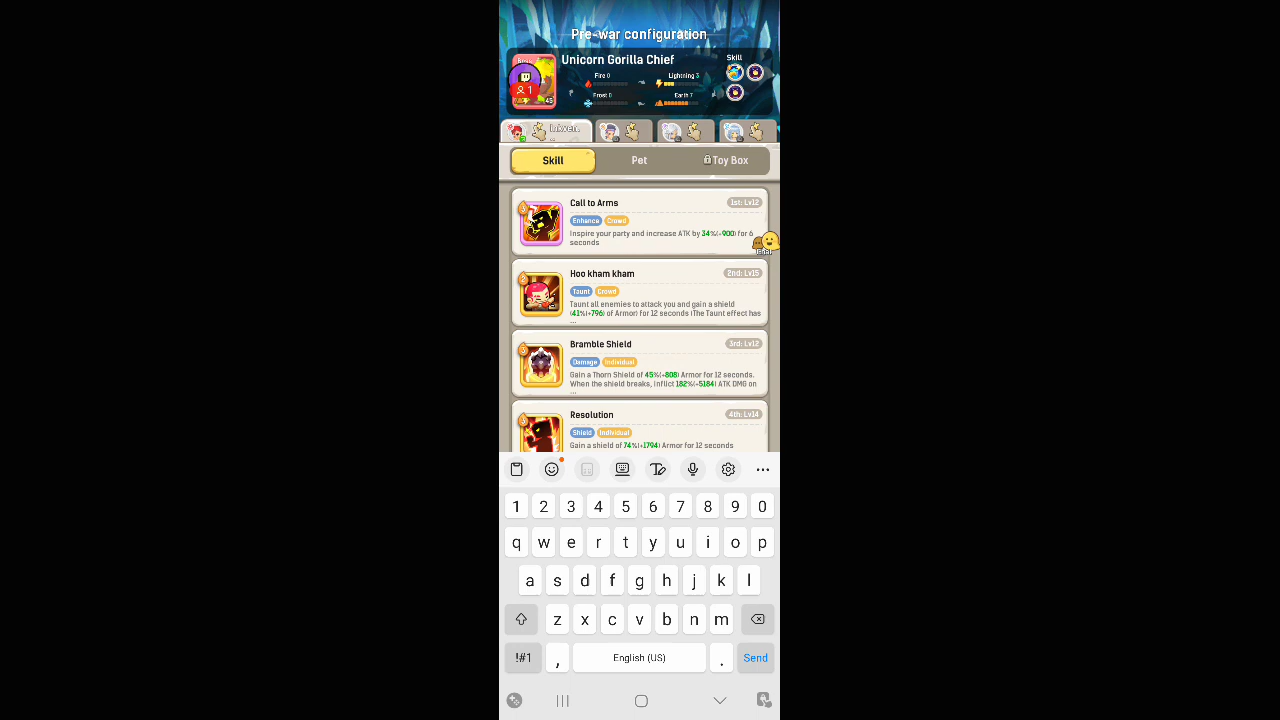 Pre-war configuration
Unicorn Gorilla Chief
Skill
Fire 0
Lightning 3
Frost 0
Earth 7
1
45
Skill
Pet
Toy Box
Call to Arms
1st: Lv12
Enhance Crowd
Inspire your party and increase ATK by 34%(+900) for 6
seconds
Hoo kham kham
2nd: Lv15
Taunt Crowd
Taunt all enemies to attack you and gain a shield
(41%(+796) of Armor) for 12 seconds (The Taunt effect has
...
Bramble Shield
3rd: Lv12
Damage Individual
Gain a Thorn Shield of 45%(+808) Armor for 12 seconds.
When the shield breaks, inflict 182%(+5184) ATK DMG on
...
Resolution
4th: Lv14
Shield Individual
Gain a shield of 74%(+1794) Armor for 12 seconds
1 2 3 4 5 6 7 8 9 0
q w e r t y u i o p
a s d f g h j k l
z x c v b n m
!#1 , English (US) . Send